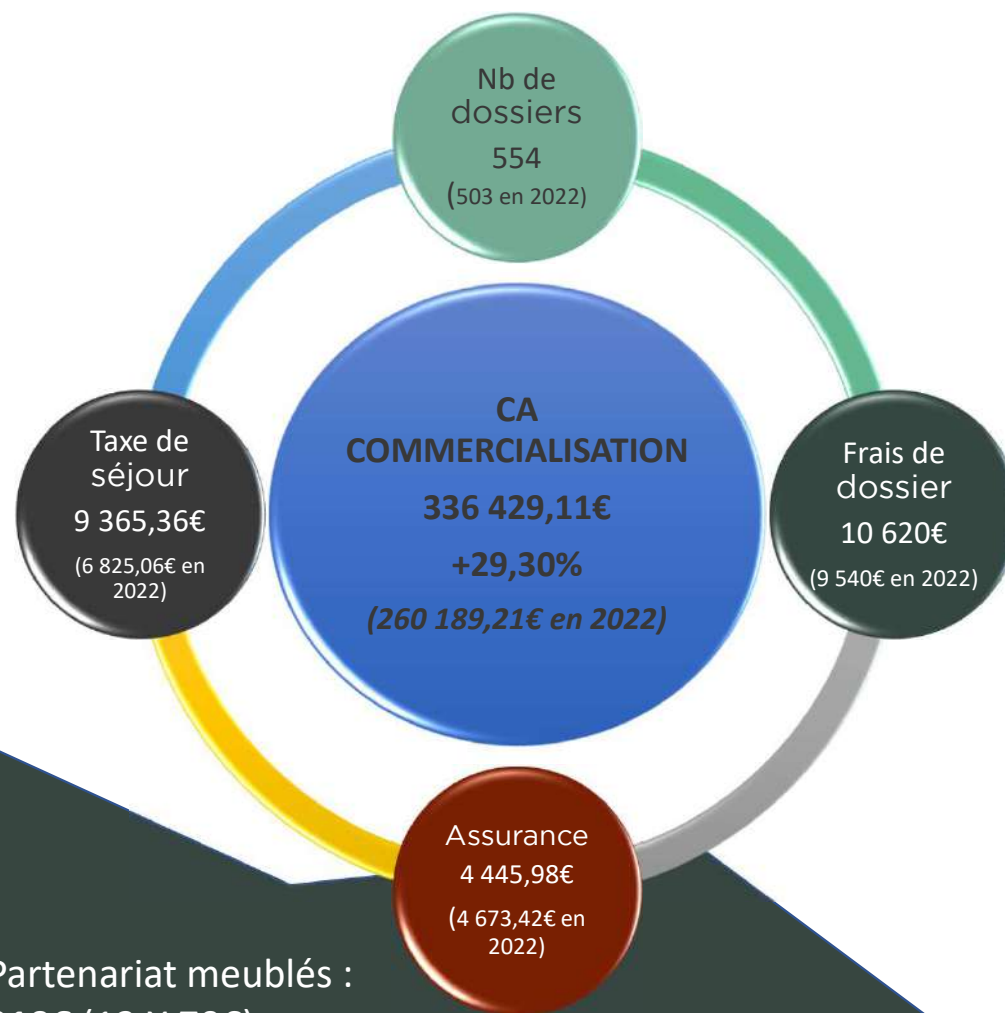 Nb de
dossiers
554
(503 en 2022)
CA
COMMERCIALISATION
336 429,11€
+29,30%
(260 189,21€ en 2022)
Taxe de
séjour
9 365,36€
(6 825,06€ en
2022)
Frais de
dossier
10 620€
(9 540€ en 2022)
Assurance
4 445,98€
(4 673,42€ en
2022)
Partenariat meublés :